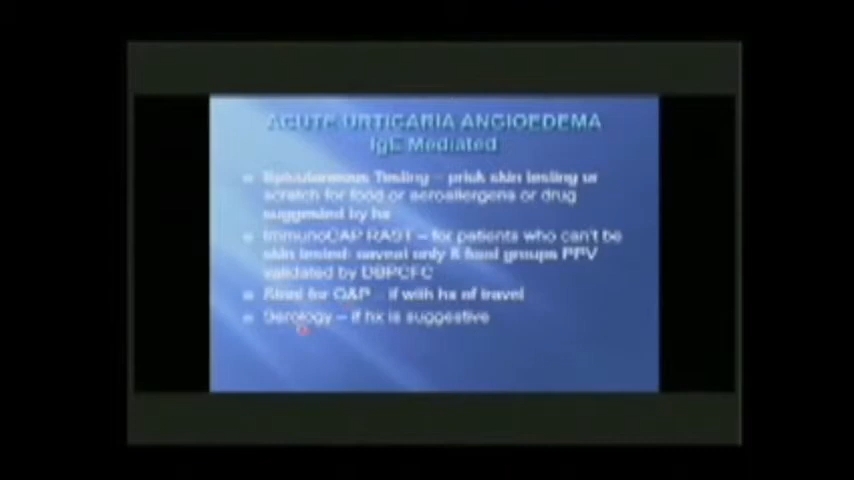 ACUTE URTICARIA ANGIOEDEMA
IgE Mediated
Epicutaneous Testing – prick skin testing or
scratch for food or aeroallergens or drug
suggested by hx
ImmunoCAP RAST – for patients who can't be
skin tested: caveat only 8 food groups PPV
validated by DBPCFC
Stool for O&P – if with hx of travel
Serology – if hx is suggestive